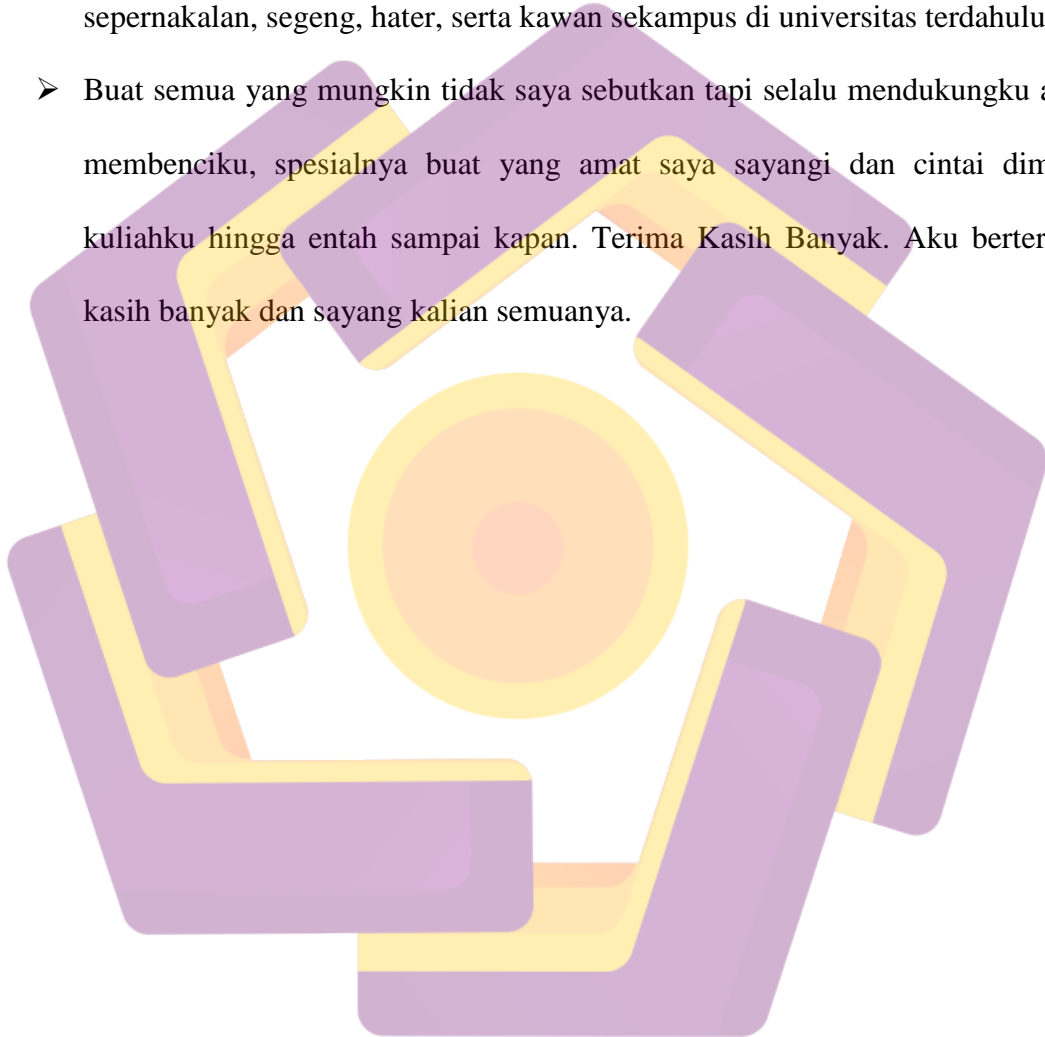 sepernakalan, segeng, hater, serta kawan sekampus di universitas terdahulu
➤ Buat semua yang mungkin tidak saya sebutkan tapi selalu mendukungku a
membenciku, spesialnya buat yang amat saya sayangi dan cintai dim
kuliahku hingga entah sampai kapan. Terima Kasih Banyak. Aku berter
kasih banyak dan sayang kalian semuanya.